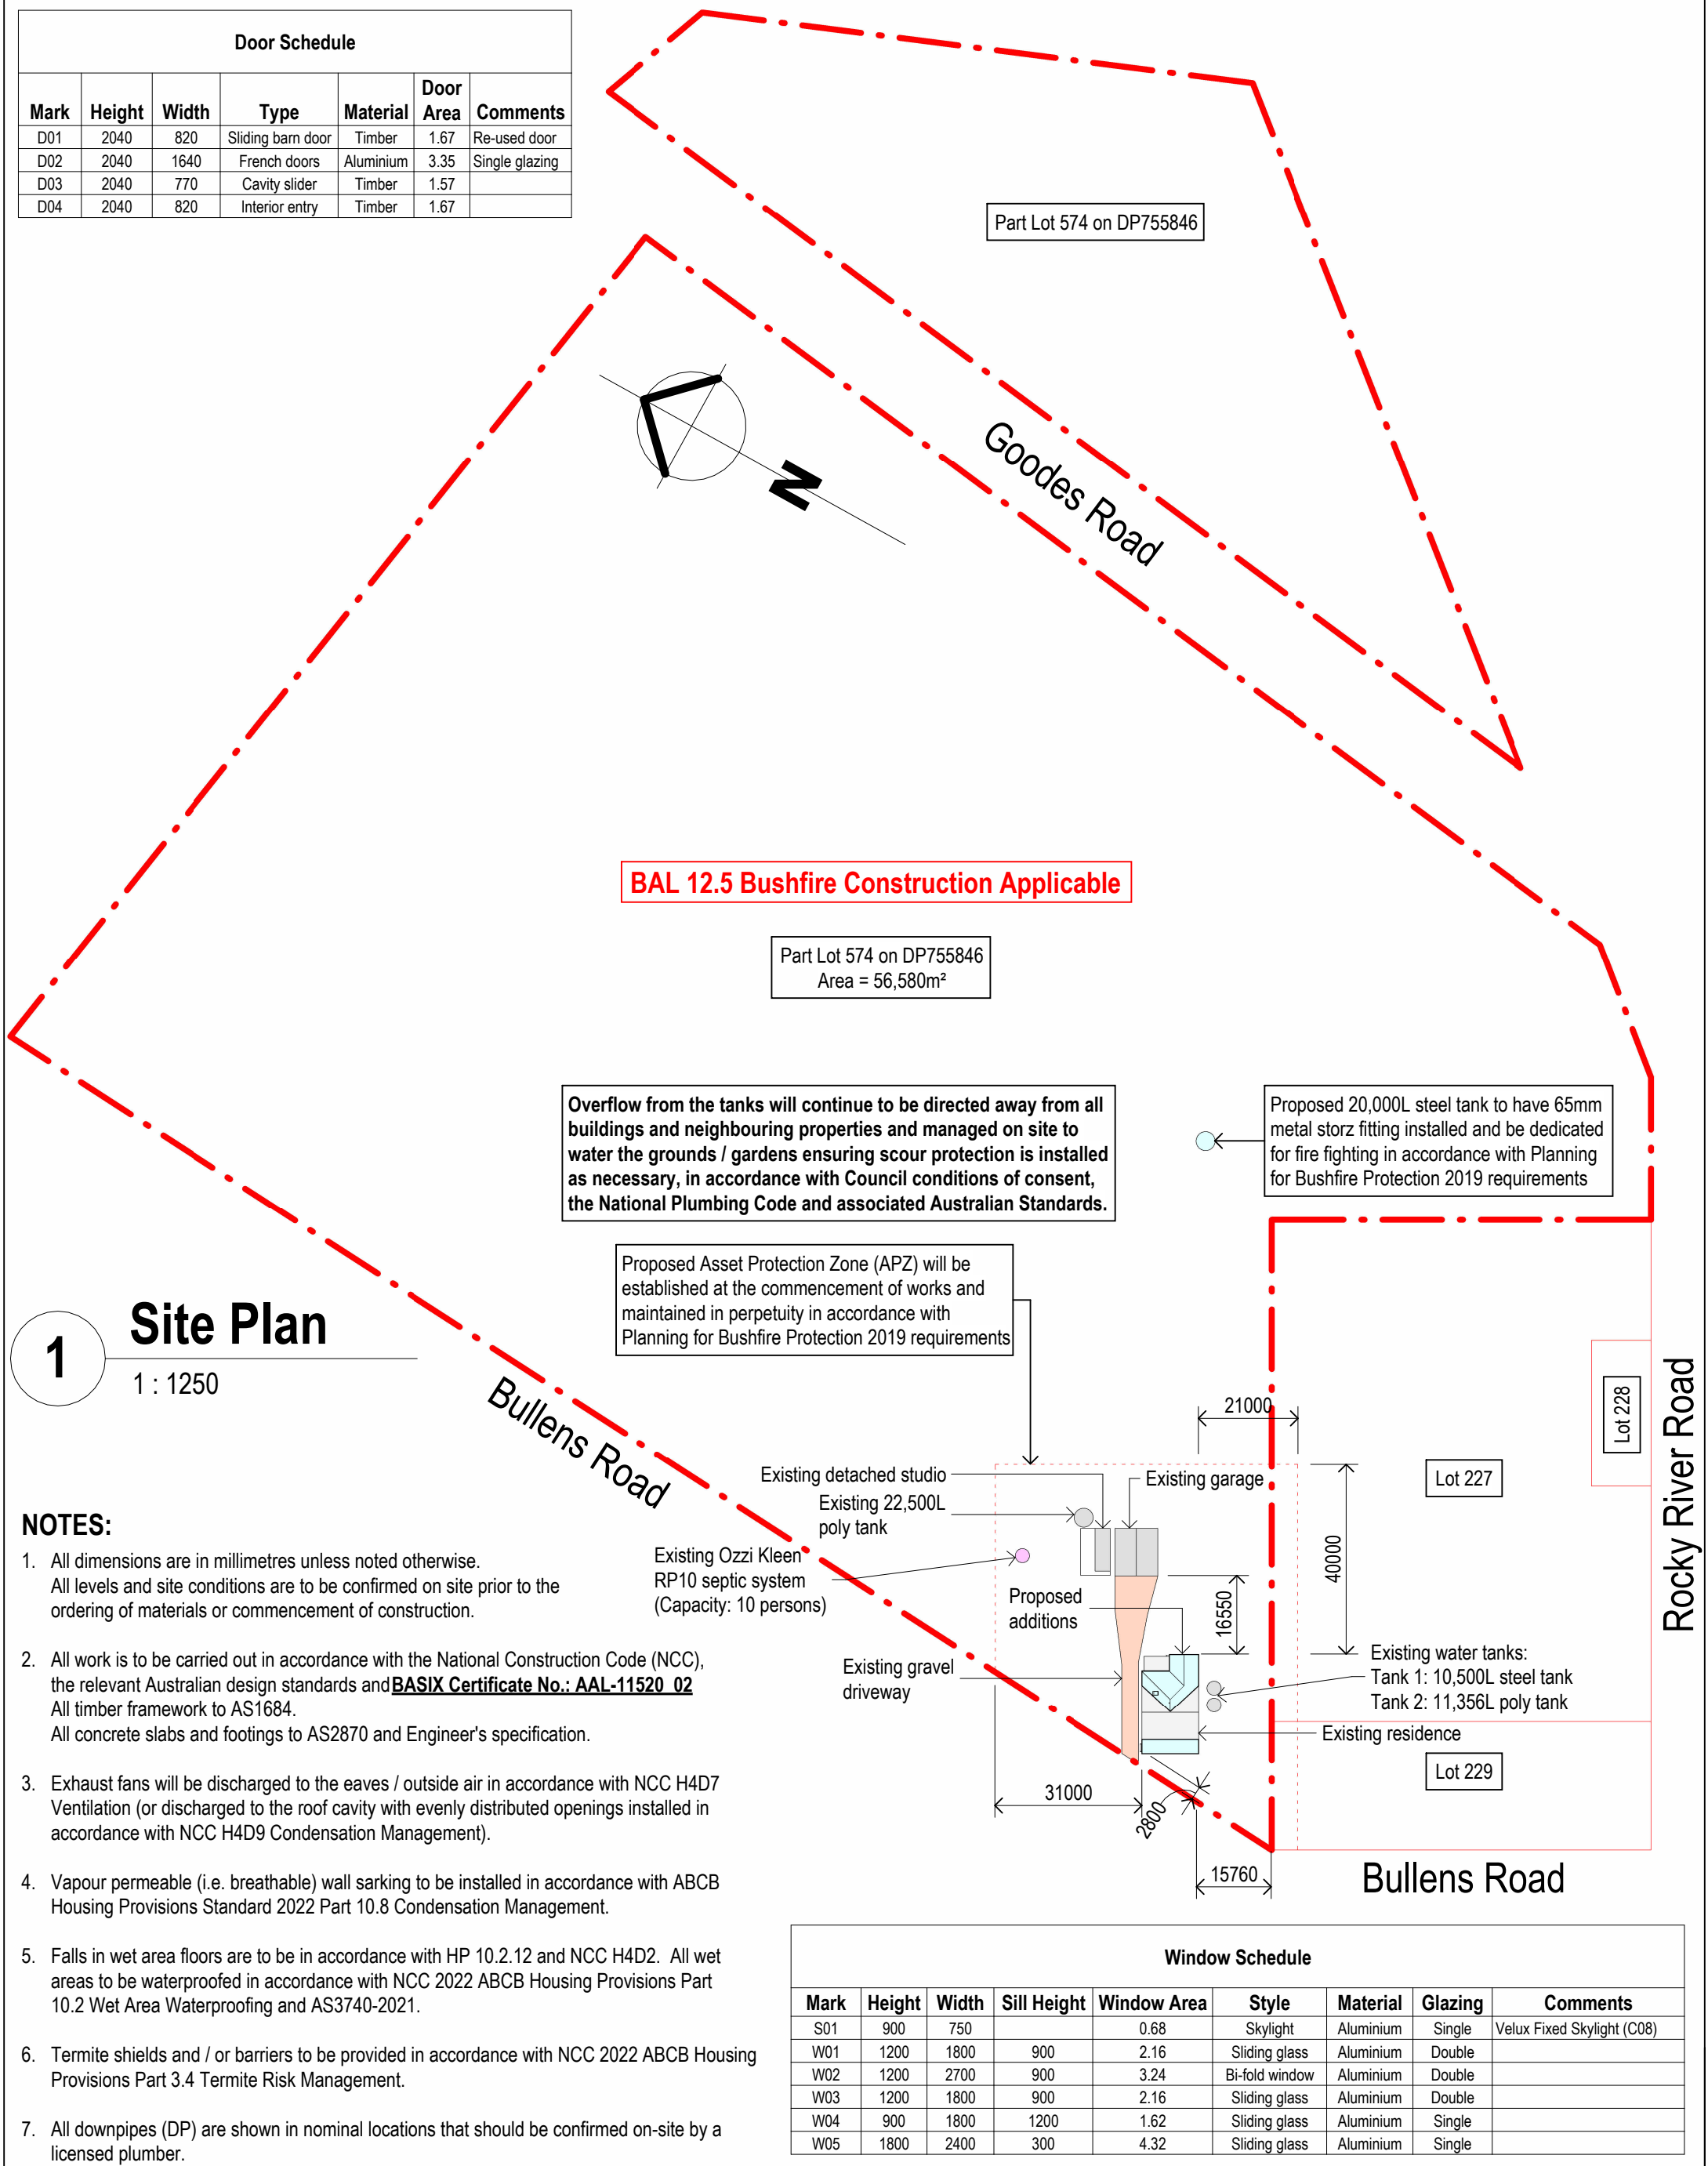 Door Schedule
Mark Height Width Type Material Door Area Comments
D01 2040 820 Sliding barn door Timber 1.67 Re-used door
D02 2040 1640 French doors Aluminium 3.35 Single glazing
D03 2040 770 Cavity slider Timber 1.57
D04 2040 820 Interior entry Timber 1.67
Part Lot 574 on DP755846
N
Goodes Road
BAL 12.5 Bushfire Construction Applicable
Part Lot 574 on DP755846
Area = 56,580m²
Overflow from the tanks will continue to be directed away from all
buildings and neighbouring properties and managed on site to
water the grounds / gardens ensuring scour protection is installed
as necessary, in accordance with Council conditions of consent,
the National Plumbing Code and associated Australian Standards.
Proposed 20,000L steel tank to have 65mm
metal storz fitting installed and be dedicated
for fire fighting in accordance with Planning
for Bushfire Protection 2019 requirements
Proposed Asset Protection Zone (APZ) will be
established at the commencement of works and
maintained in perpetuity in accordance with
Planning for Bushfire Protection 2019 requirements
1
Site Plan
1 : 1250
Bullens Road
21000
Lot 228
Rocky River Road
Lot 227
Existing detached studio
Existing garage
Existing 22,500L
poly tank
Existing Ozzi Kleen
RP10 septic system
(Capacity: 10 persons)
Proposed
additions
16550
40000
Existing gravel
driveway
Existing water tanks:
Tank 1: 10,500L steel tank
Tank 2: 11,356L poly tank
Existing residence
Lot 229
31000
2800
15760
Bullens Road
NOTES:
1. All dimensions are in millimetres unless noted otherwise.
All levels and site conditions are to be confirmed on site prior to the
ordering of materials or commencement of construction.
2. All work is to be carried out in accordance with the National Construction Code (NCC),
the relevant Australian design standards and BASIX Certificate No.: AAL-11520_02
All timber framework to AS1684.
All concrete slabs and footings to AS2870 and Engineer's specification.
3. Exhaust fans will be discharged to the eaves / outside air in accordance with NCC H4D7
Ventilation (or discharged to the roof cavity with evenly distributed openings installed in
accordance with NCC H4D9 Condensation Management).
4. Vapour permeable (i.e. breathable) wall sarking to be installed in accordance with ABCB
Housing Provisions Standard 2022 Part 10.8 Condensation Management.
5. Falls in wet area floors are to be in accordance with HP 10.2.12 and NCC H4D2. All wet
areas to be waterproofed in accordance with NCC 2022 ABCB Housing Provisions Part
10.2 Wet Area Waterproofing and AS3740-2021.
6. Termite shields and / or barriers to be provided in accordance with NCC 2022 ABCB Housing
Provisions Part 3.4 Termite Risk Management.
7. All downpipes (DP) are shown in nominal locations that should be confirmed on-site by a
licensed plumber.
Window Schedule
Mark Height Width Sill Height Window Area Style Material Glazing Comments
S01 900 750 0.68 Skylight Aluminium Single Velux Fixed Skylight (C08)
W01 1200 1800 900 2.16 Sliding glass Aluminium Double
W02 1200 2700 900 3.24 Bi-fold window Aluminium Double
W03 1200 1800 900 2.16 Sliding glass Aluminium Double
W04 900 1800 1200 1.62 Sliding glass Aluminium Single
W05 1800 2400 300 4.32 Sliding glass Aluminium Single